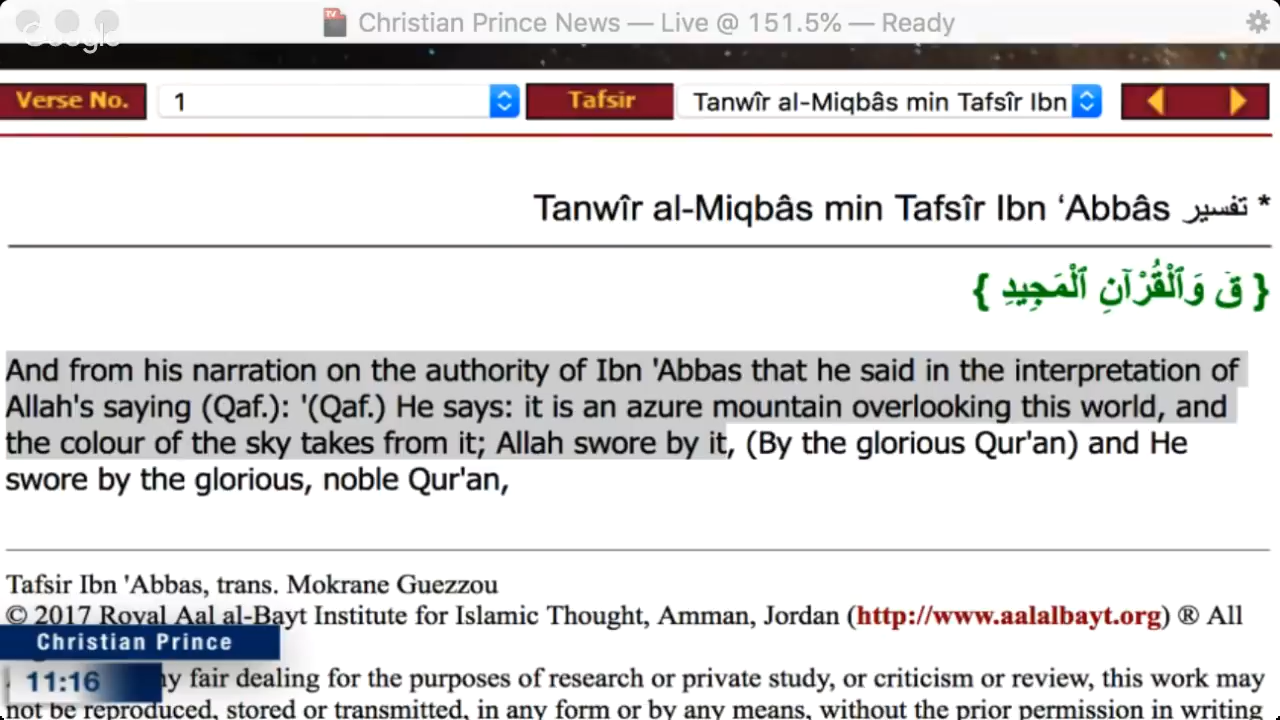 Christian Prince News — Live @ 151.5% — Ready
Google
Verse No. 1 Tafsir Tanwîr al-Miqbâs min Tafsîr Ibn
* تفسير Tanwîr al-Miqbâs min Tafsîr Ibn ‘Abbâs
{ قۤ وَٱلْقُرْآنِ ٱلْمَجِيدِ }
And from his narration on the authority of Ibn 'Abbas that he said in the interpretation of
Allah's saying (Qaf.): '(Qaf.) He says: it is an azure mountain overlooking this world, and
the colour of the sky takes from it; Allah swore by it, (By the glorious Qur'an) and He
swore by the glorious, noble Qur'an,
Tafsir Ibn 'Abbas, trans. Mokrane Guezzou
© 2017 Royal Aal al-Bayt Institute for Islamic Thought, Amman, Jordan (http://www.aalalbayt.org) ® All
Christian Prince
11:16
fair dealing for the purposes of research or private study, or criticism or review, this work may
not be reproduced, stored or transmitted, in any form or by any means, without the prior permission in writing